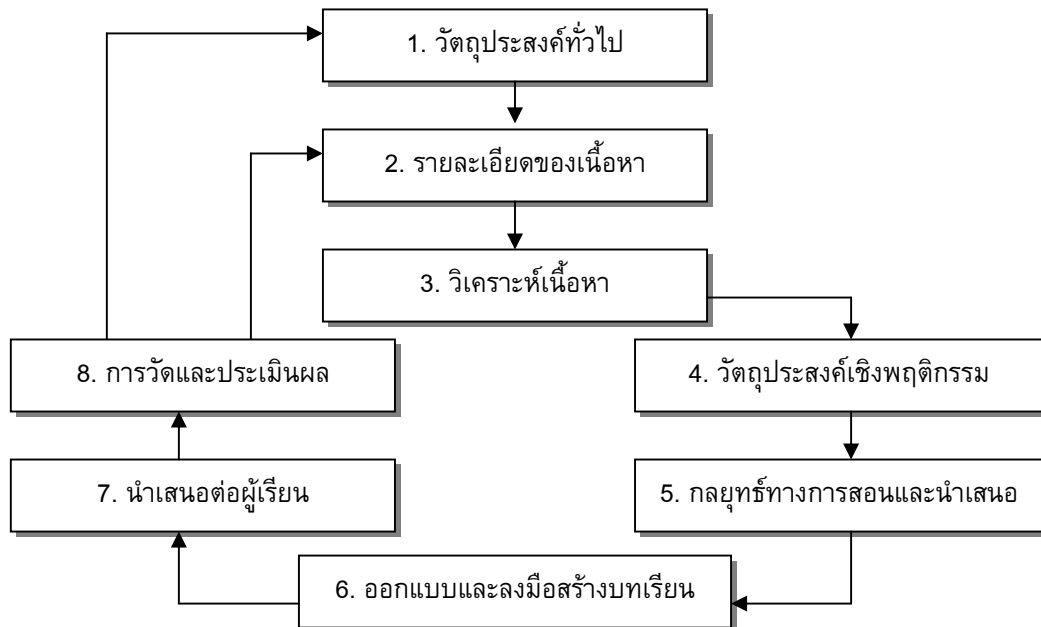 1. วัตถุประสงค์ทั่วไป
2. รายละเอียดของเนื้อหา
3. วิเคราะห์เนื้อหา
4. วัตถุประสงค์เชิงพฤติกรรม
5. กลยุทธ์ทางการสอนและนำเสนอ
6. ออกแบบและลงมือสร้างบทเรียน
7. นำเสนอต่อผู้เรียน
8. การวัดและประเมินผล